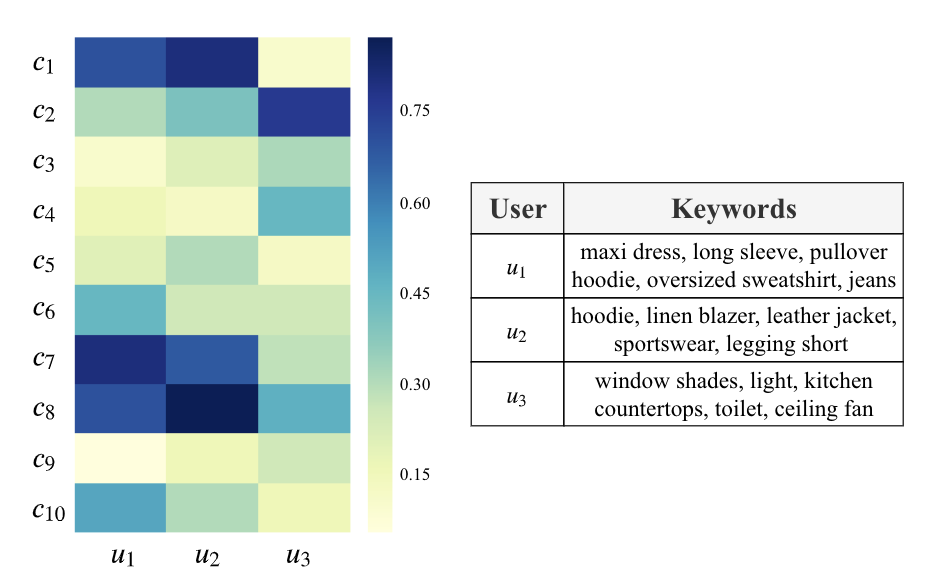 c1
c2
c3
c4
c5
c6
c7
c8
c9
c10
u1 u2 u3
0.75
0.60
0.45
0.30
0.15
User Keywords
u1
maxi dress, long sleeve, pullover
hoodie, oversized sweatshirt, jeans
u2
hoodie, linen blazer, leather jacket,
sportswear, legging short
u3
window shades, light, kitchen
countertops, toilet, ceiling fan